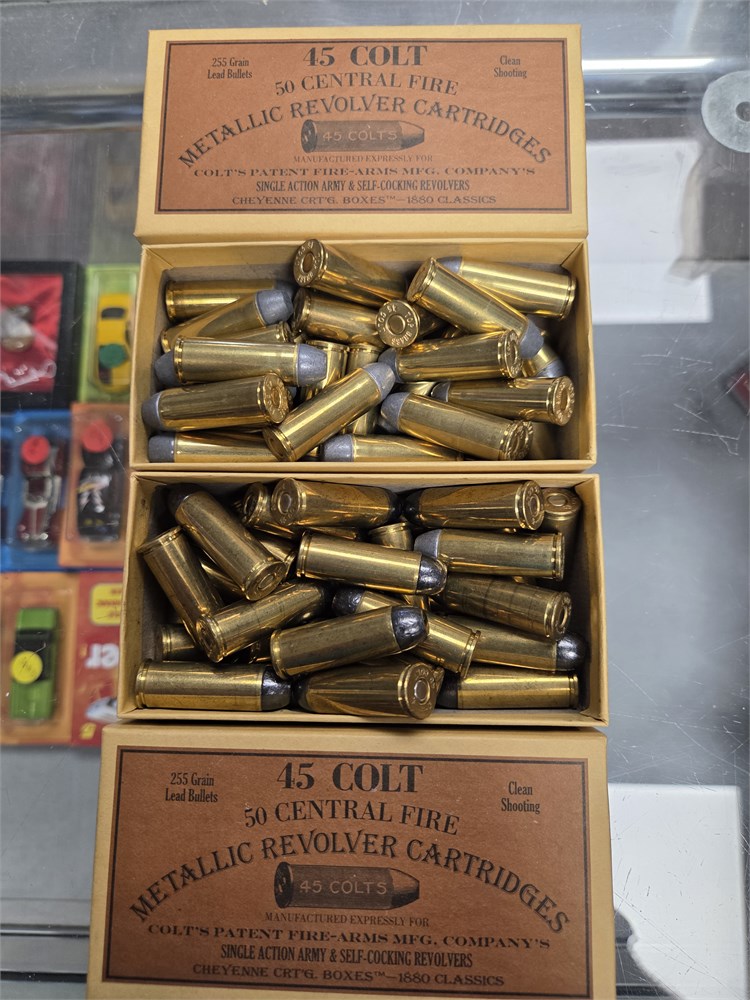 255 Grain
Lead Bullets
45 COLT
Clean
Shooting
50 CENTRAL FIRE
METALLIC REVOLVER CARTRIDGES
45 COLTS
MANUFACTURED EXPRESSLY FOR
COLT'S PATENT FIRE-ARMS MFG. COMPANY'S
SINGLE ACTION ARMY & SELF-COCKING REVOLVERS
CHEYENNE CRT'G. BOXES™—1880 CLASSICS
255 Grain
Lead Bullets
45 COLT
Clean
Shooting
50 CENTRAL FIRE
METALLIC REVOLVER CARTRIDGES
45 COLTS
MANUFACTURED EXPRESSLY FOR
COLT'S PATENT FIRE-ARMS MFG. COMPANY'S
SINGLE ACTION ARMY & SELF-COCKING REVOLVERS
CHEYENNE CRT'G. BOXES™—1880 CLASSICS